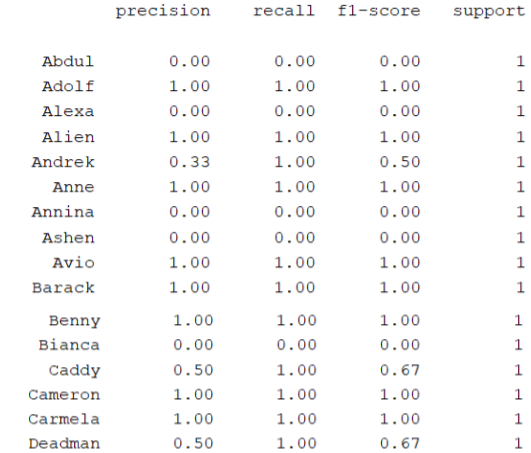 precision recall f1-score support
Abdul 0.00 0.00 0.00 1
Adolf 1.00 1.00 1.00 1
Alexa 0.00 0.00 0.00 1
Alien 1.00 1.00 1.00 1
Andrek 0.33 1.00 0.50 1
Anne 1.00 1.00 1.00 1
Annina 0.00 0.00 0.00 1
Ashen 0.00 0.00 0.00 1
Avio 1.00 1.00 1.00 1
Barack 1.00 1.00 1.00 1
Benny 1.00 1.00 1.00 1
Bianca 0.00 0.00 0.00 1
Caddy 0.50 1.00 0.67 1
Cameron 1.00 1.00 1.00 1
Carmela 1.00 1.00 1.00 1
Deadman 0.50 1.00 0.67 1